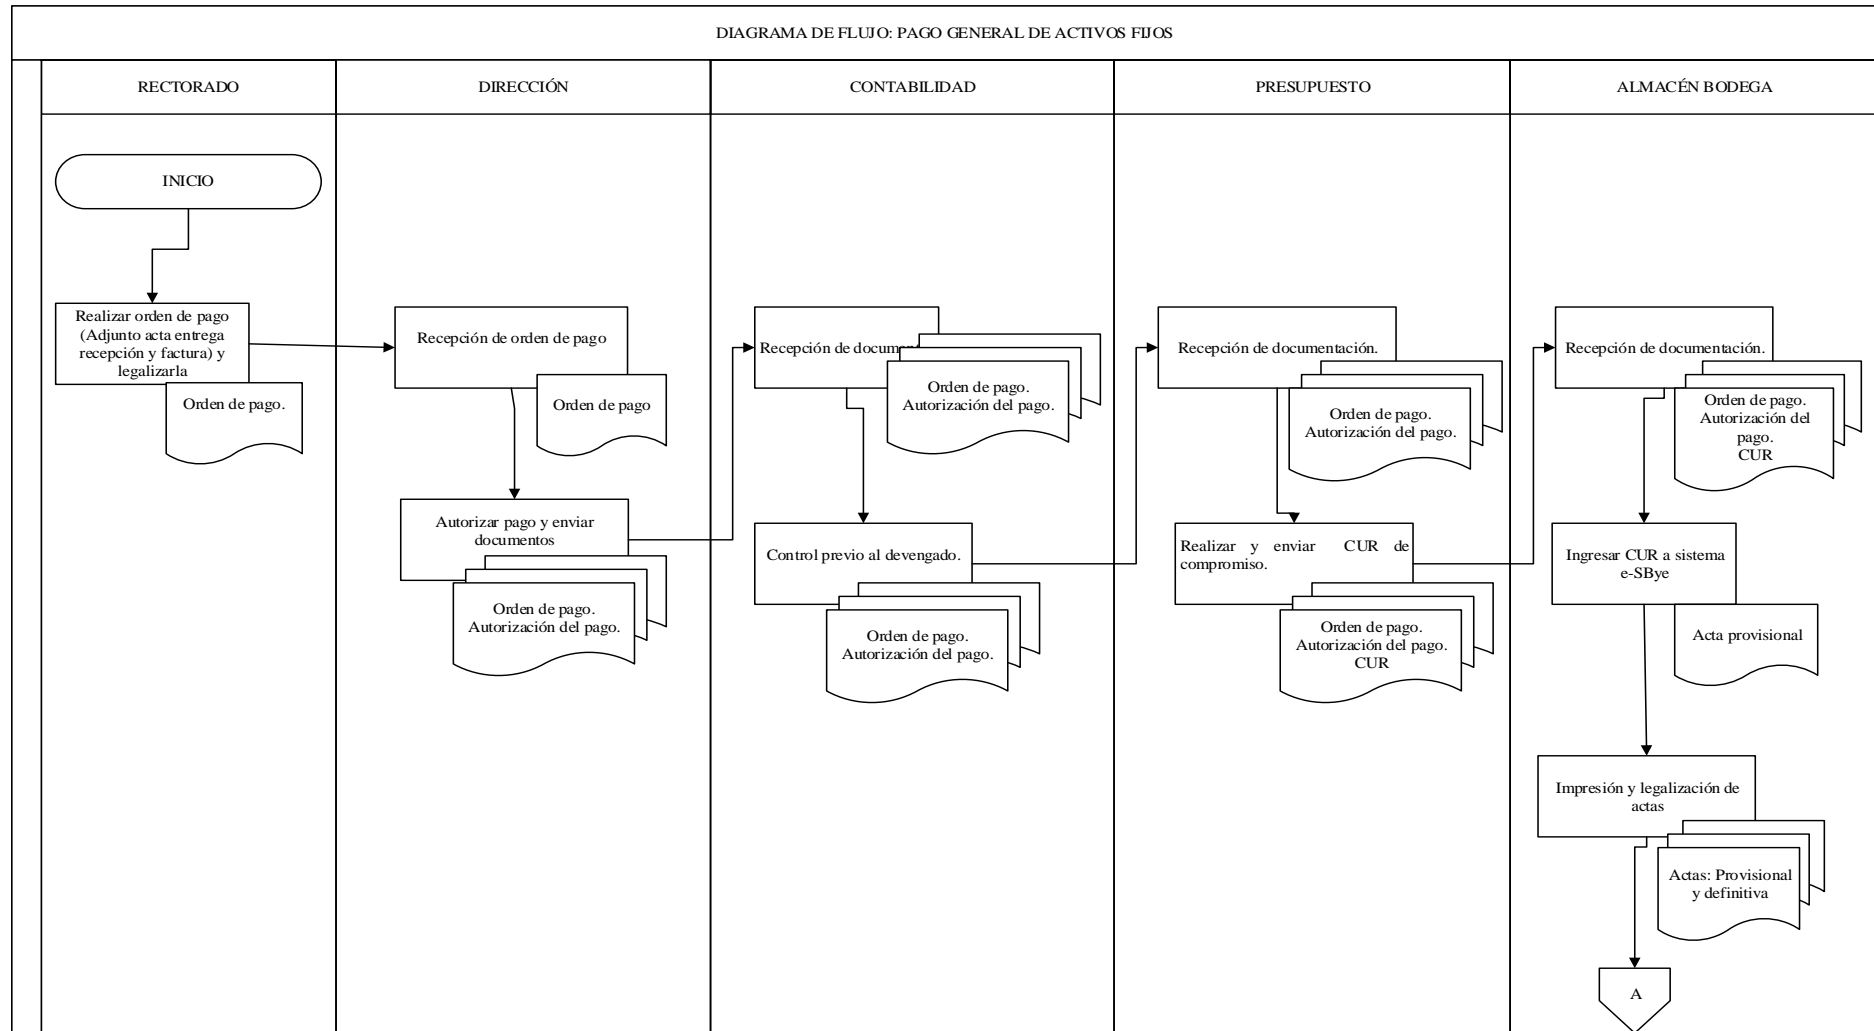 DIAGRAMA DE FLUJO: PAGO GENERAL DE ACTIVOS FIJOS
RECTORADO
DIRECCIÓN
CONTABILIDAD
PRESUPUESTO
ALMACÉN BODEGA
INICIO
Realizar orden de pago
(Adjunto acta entrega
recepción y factura) y
legalizarla
Orden de pago.
Recepción de orden de pago
Orden de pago
Autorizar pago y enviar
documentos
Orden de pago.
Autorización del pago.
Recepción de
Orden de pago.
Autorización del pago.
Control previo al devengado.
Orden de pago.
Autorización del pago.
Recepción de documentación.
Orden de pago.
Autorización del pago.
Realizar y enviar CUR de
compromiso.
Orden de pago.
Autorización del pago.
CUR
Recepción de documentación.
Orden de pago.
Autorización del
pago.
CUR
Ingresar CUR a sistema
e-SBye
Acta provisional
Impresión y legalización de
actas
Actas: Provisional
y definitiva
A